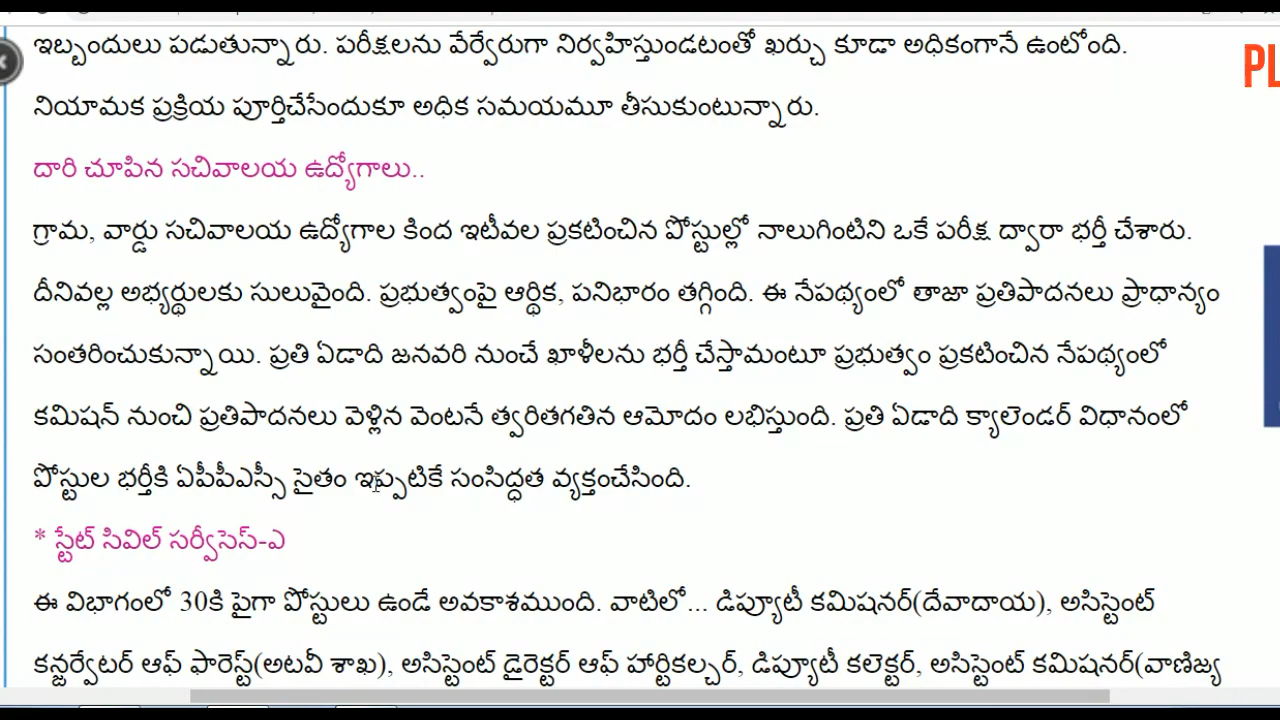 ఇబ్బందులు పడుతున్నారు. పరీక్షలను వేర్వేరుగా నిర్వహిస్తుండటంతో ఖర్చు కూడా అధికంగానే ఉంటోంది.
PL
నియామక ప్రక్రియ పూర్తిచేసేందుకూ అధిక సమయమూ తీసుకుంటున్నారు.
దారి చూపిన సచివాలయ ఉద్యోగాలు..
గ్రామ, వార్డు సచివాలయ ఉద్యోగాల కింద ఇటీవల ప్రకటించిన పోస్టుల్లో నాలుగింటిని ఒకే పరీక్ష ద్వారా భర్తీ చేశారు.
దీనివల్ల అభ్యర్థులకు సులువైంది. ప్రభుత్వంపై ఆర్థిక, పనిభారం తగ్గింది. ఈ నేపథ్యంలో తాజా ప్రతిపాదనలు ప్రాధాన్యం
సంతరించుకున్నాయి. ప్రతి ఏడాది జనవరి నుంచే ఖాళీలను భర్తీ చేస్తామంటూ ప్రభుత్వం ప్రకటించిన నేపథ్యంలో
కమిషన్ నుంచి ప్రతిపాదనలు వెళ్లిన వెంటనే త్వరితగతిన ఆమోదం లభిస్తుంది. ప్రతి ఏడాది క్యాలెండర్ విధానంలో
పోస్టుల భర్తీకి ఏపీపీఎస్సీ సైతం ఇప్పటికే సంసిద్ధత వ్యక్తంచేసింది.
* స్టేట్ సివిల్ సర్వీసెస్-ఎ
ఈ విభాగంలో 30కి పైగా పోస్టులు ఉండే అవకాశముంది. వాటిలో... డిప్యూటీ కమిషనర్(దేవాదాయ), అసిస్టెంట్
కన్జర్వేటర్ ఆఫ్ ఫారెస్ట్(అటవీ శాఖ), అసిస్టెంట్ డైరెక్టర్ ఆఫ్ హార్టికల్చర్, డిప్యూటీ కలెక్టర్, అసిస్టెంట్ కమిషనర్(వాణిజ్య